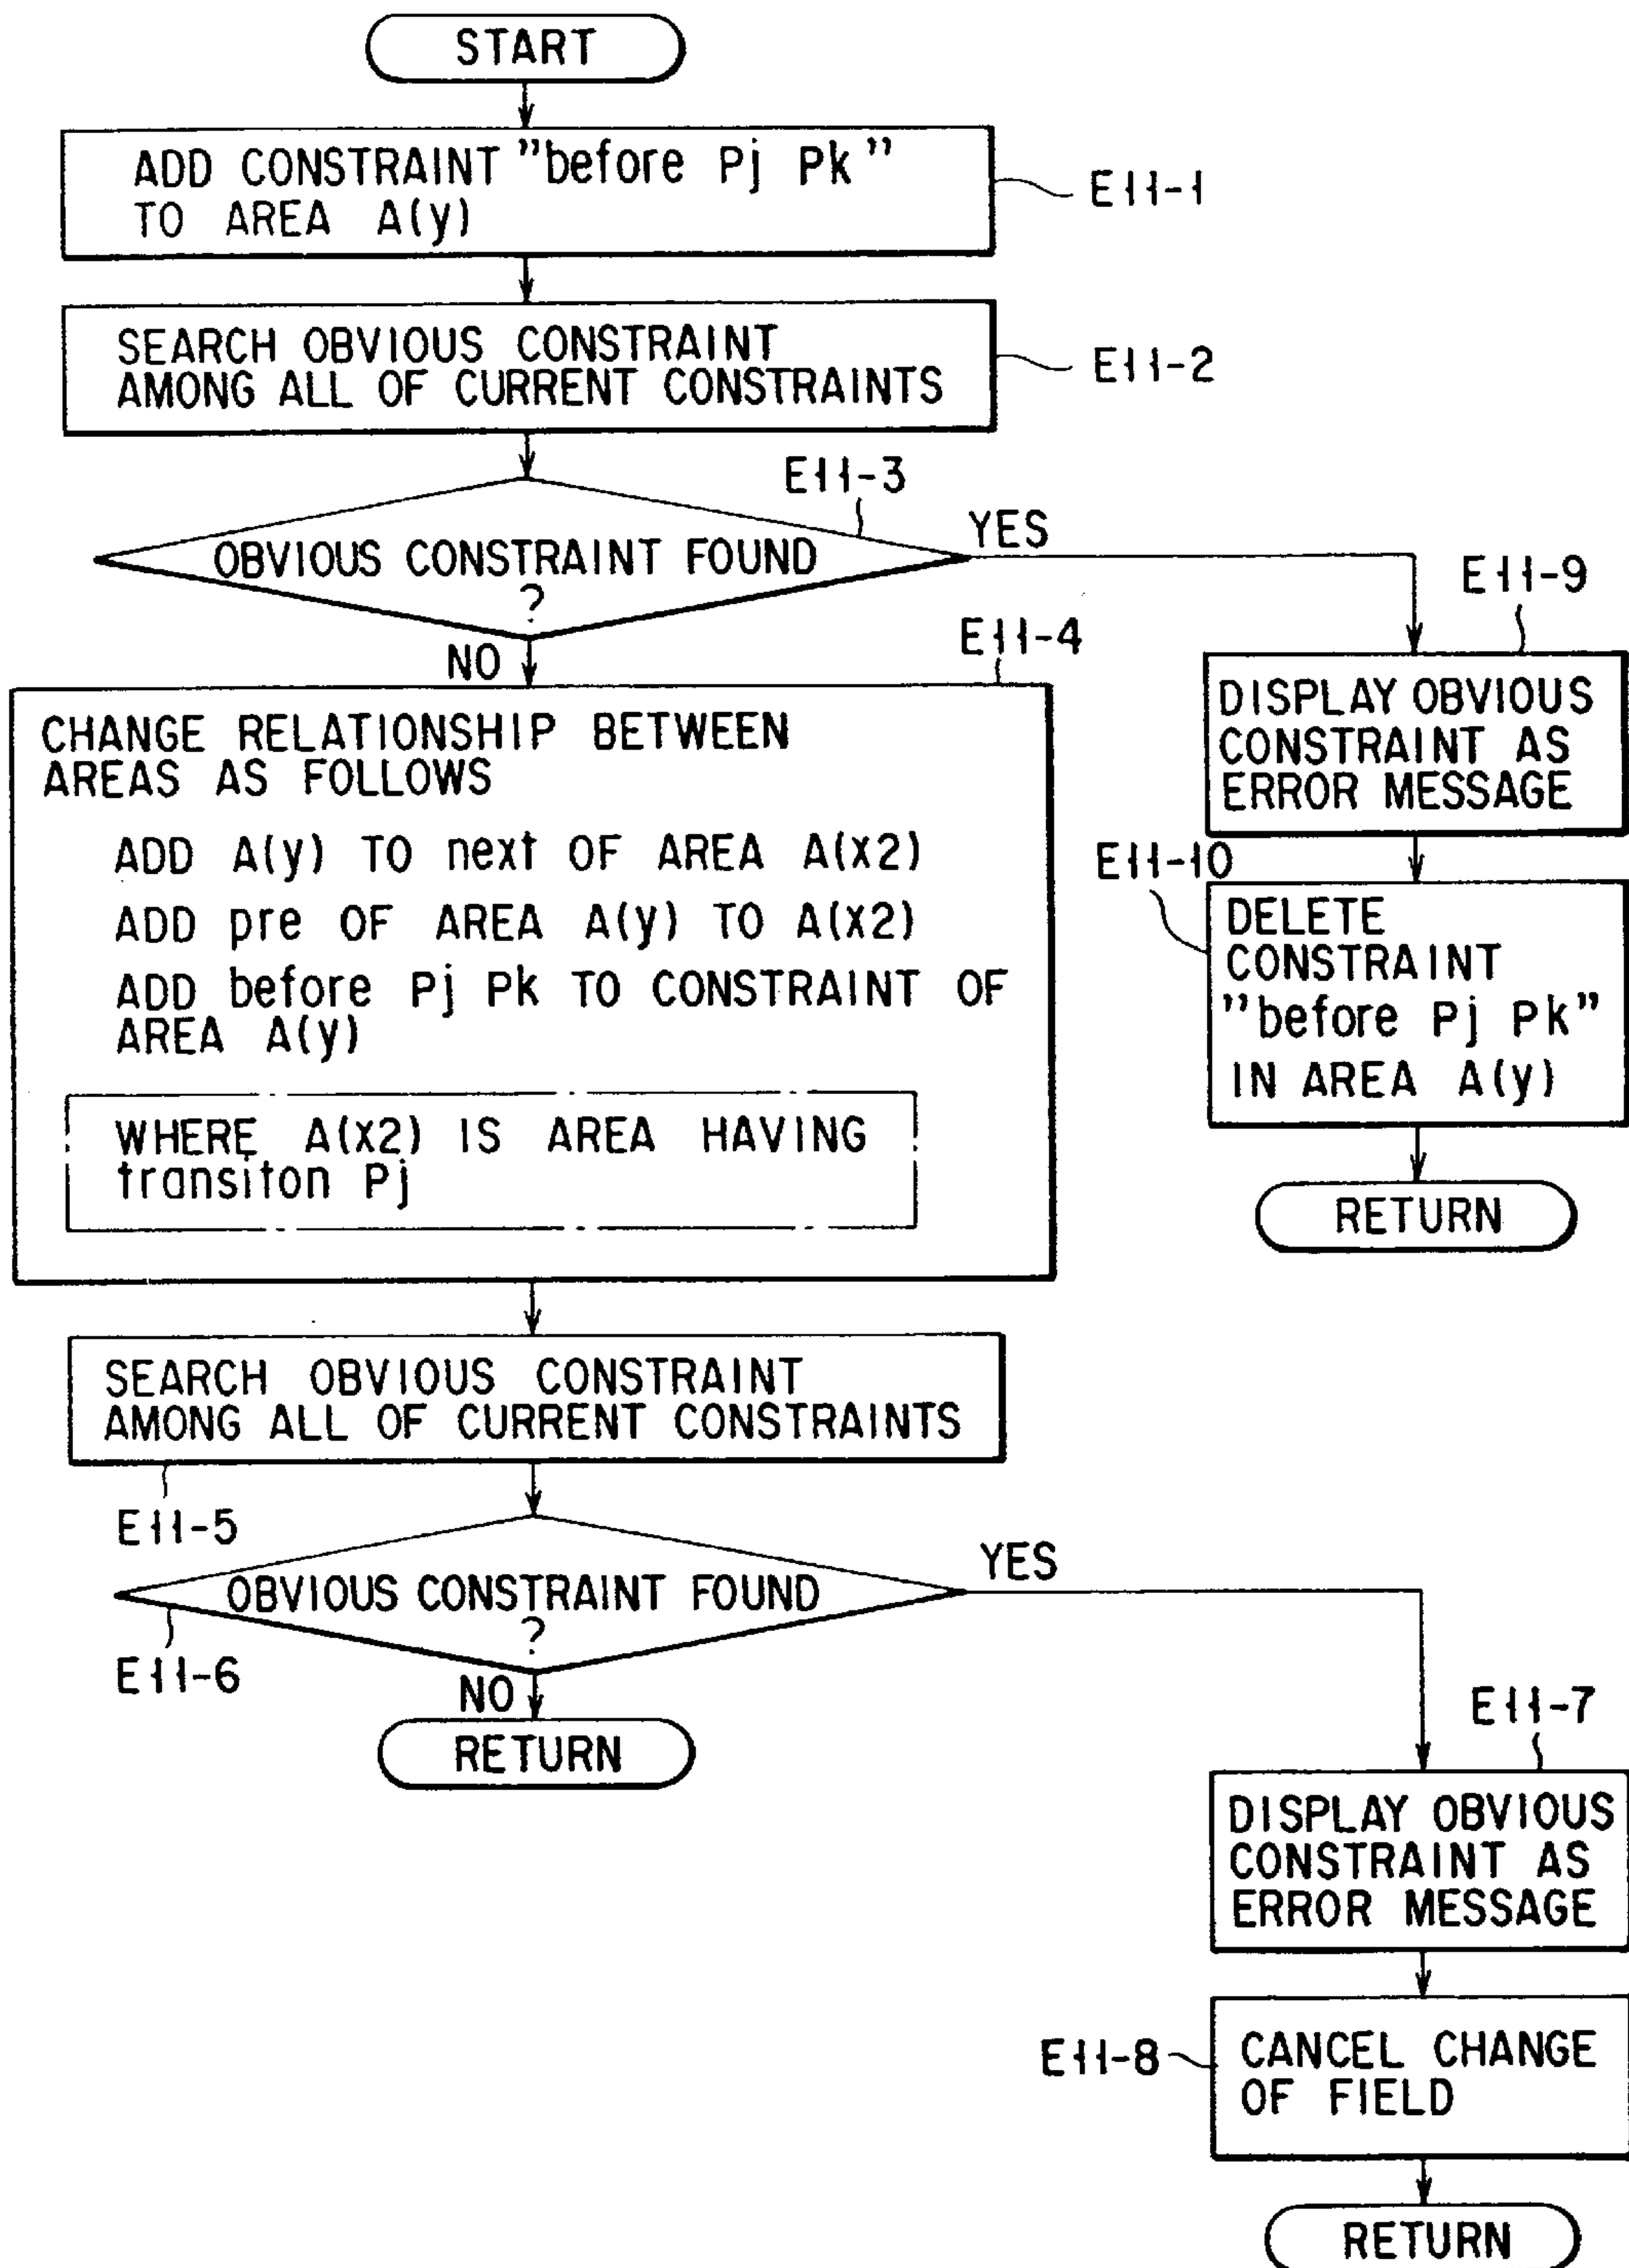 START
ADD CONSTRAINT "before Pj Pk"
TO AREA A(y)
E11-1
SEARCH OBVIOUS CONSTRAINT
AMONG ALL OF CURRENT CONSTRAINTS
E11-2
E11-3
OBVIOUS CONSTRAINT FOUND
?
YES
NO
E11-4
CHANGE RELATIONSHIP BETWEEN
AREAS AS FOLLOWS
ADD A(y) TO next OF AREA A(x2)
ADD pre OF AREA A(y) TO A(x2)
ADD before Pj Pk TO CONSTRAINT OF
AREA A(y)
WHERE A(x2) IS AREA HAVING
transiton Pj
E11-9
DISPLAY OBVIOUS
CONSTRAINT AS
ERROR MESSAGE
E11-10
DELETE
CONSTRAINT
"before Pj Pk"
IN AREA A(y)
RETURN
SEARCH OBVIOUS CONSTRAINT
AMONG ALL OF CURRENT CONSTRAINTS
E11-5
OBVIOUS CONSTRAINT FOUND
?
YES
E11-6
NO
RETURN
E11-7
DISPLAY OBVIOUS
CONSTRAINT AS
ERROR MESSAGE
E11-8
CANCEL CHANGE
OF FIELD
RETURN